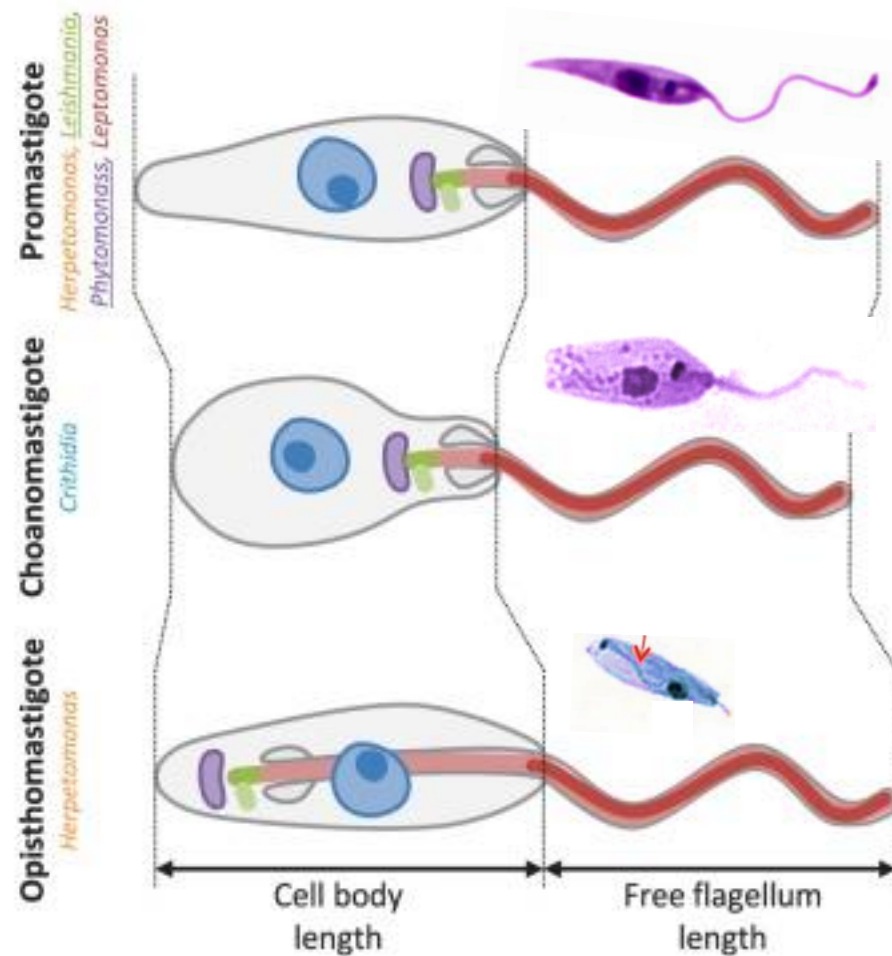 Promastigote
Herpetomonas, Leishmania,
Phytomonass, Leptomonas
Choanomastigote
Crithidia
Opisthomastigote
Herpetomonas
Cell body
length
Free flagellum
length